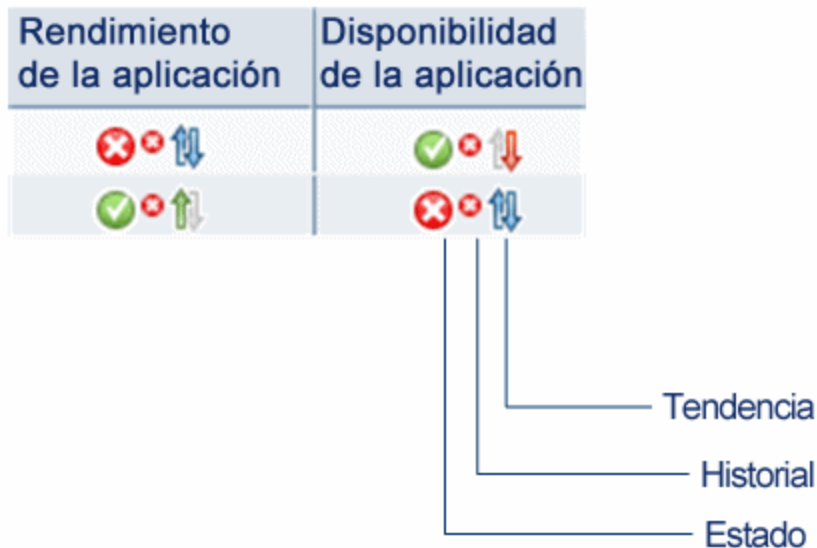 Rendimiento
de la aplicación
Disponibilidad
de la aplicación
Tendencia
Historial
Estado